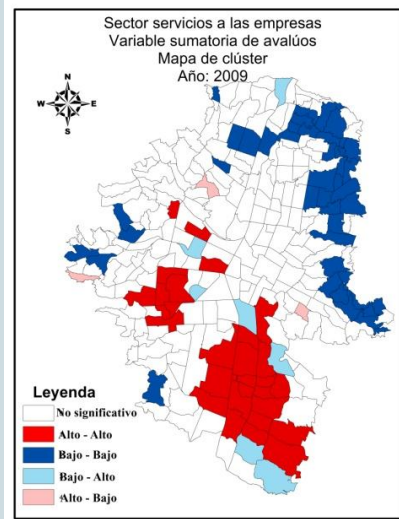 Sector servicios a las empresas
Variable sumatoria de avalúos
Mapa de clúster
Año: 2009
N
W E
S
Leyenda
No significativo
Alto - Alto
Bajo - Bajo
Bajo - Alto
Alto - Bajo